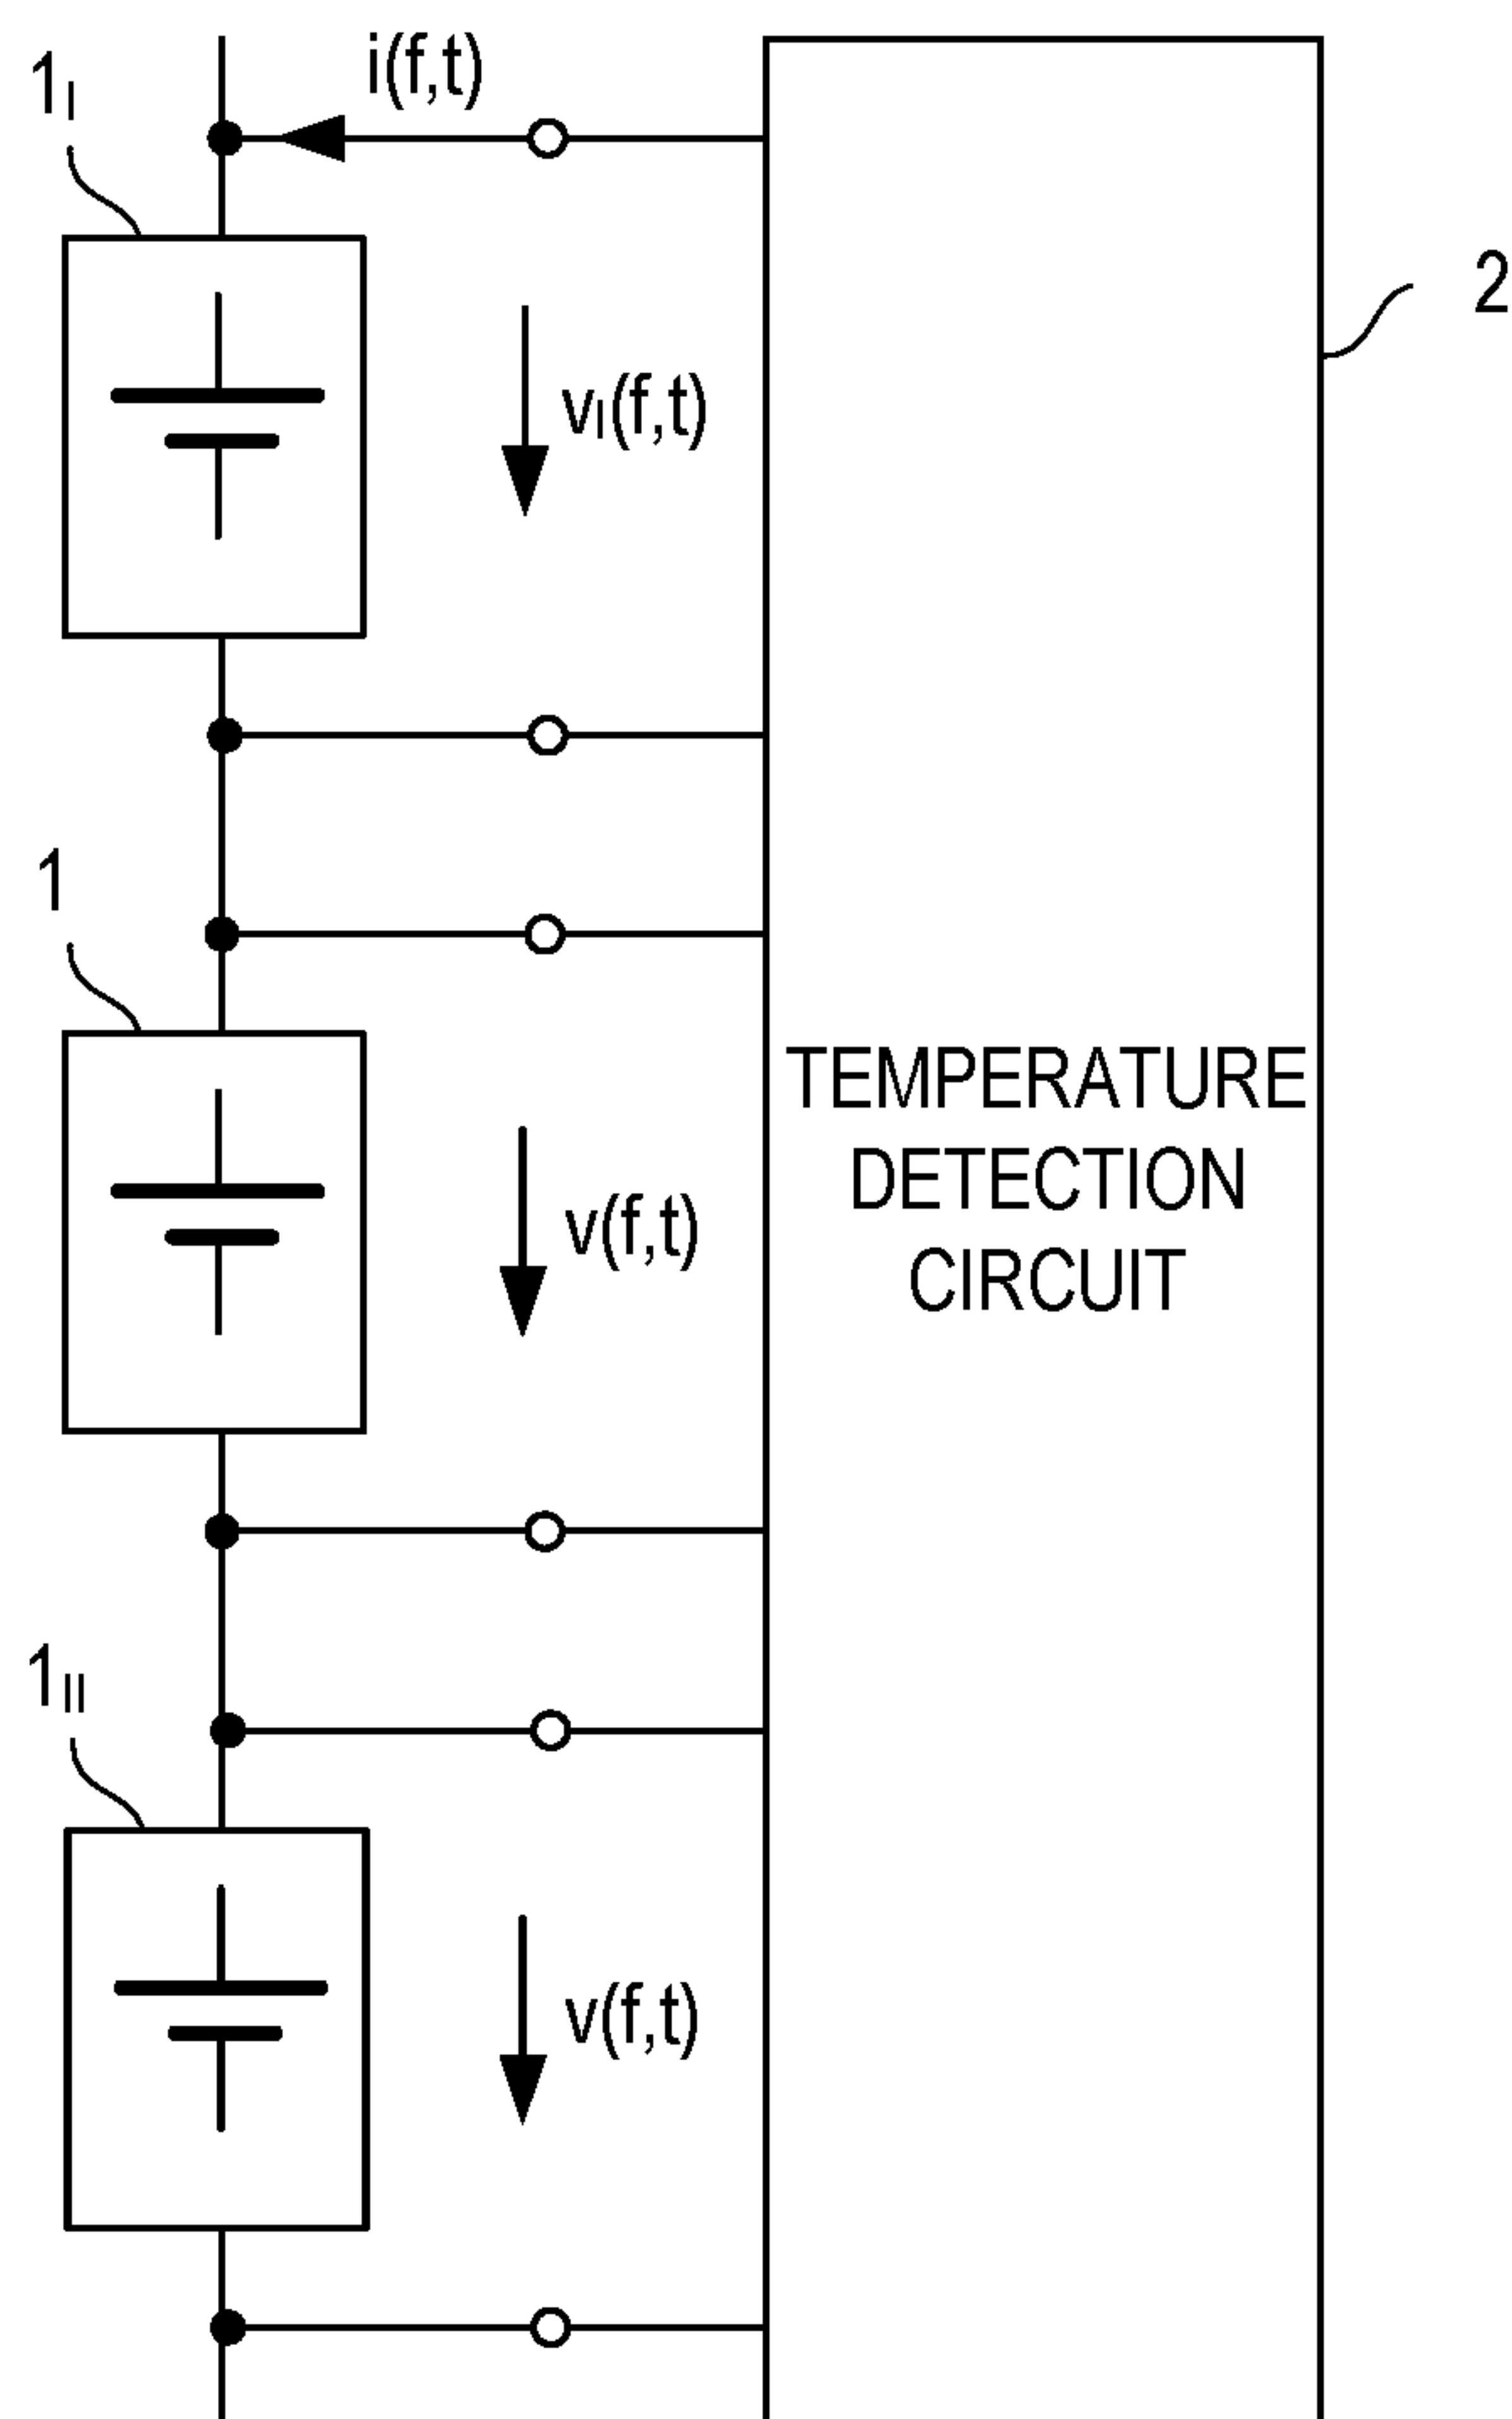 1I
i(f,t)
2
vI(f,t)
1
TEMPERATURE
DETECTION
CIRCUIT
v(f,t)
1II
v(f,t)